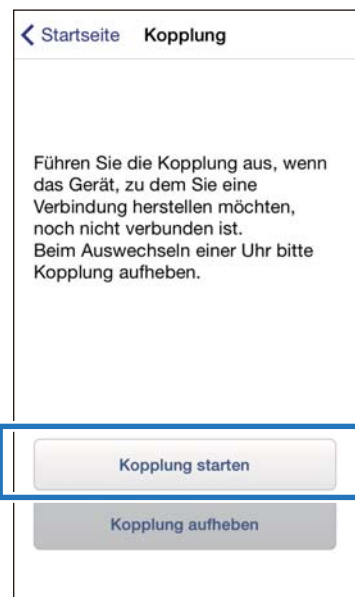 Startseite Kopplung
Führen Sie die Kopplung aus, wenn
das Gerät, zu dem Sie eine
Verbindung herstellen möchten,
noch nicht verbunden ist.
Beim Auswechseln einer Uhr bitte
Kopplung aufheben.
Kopplung starten
Kopplung aufheben